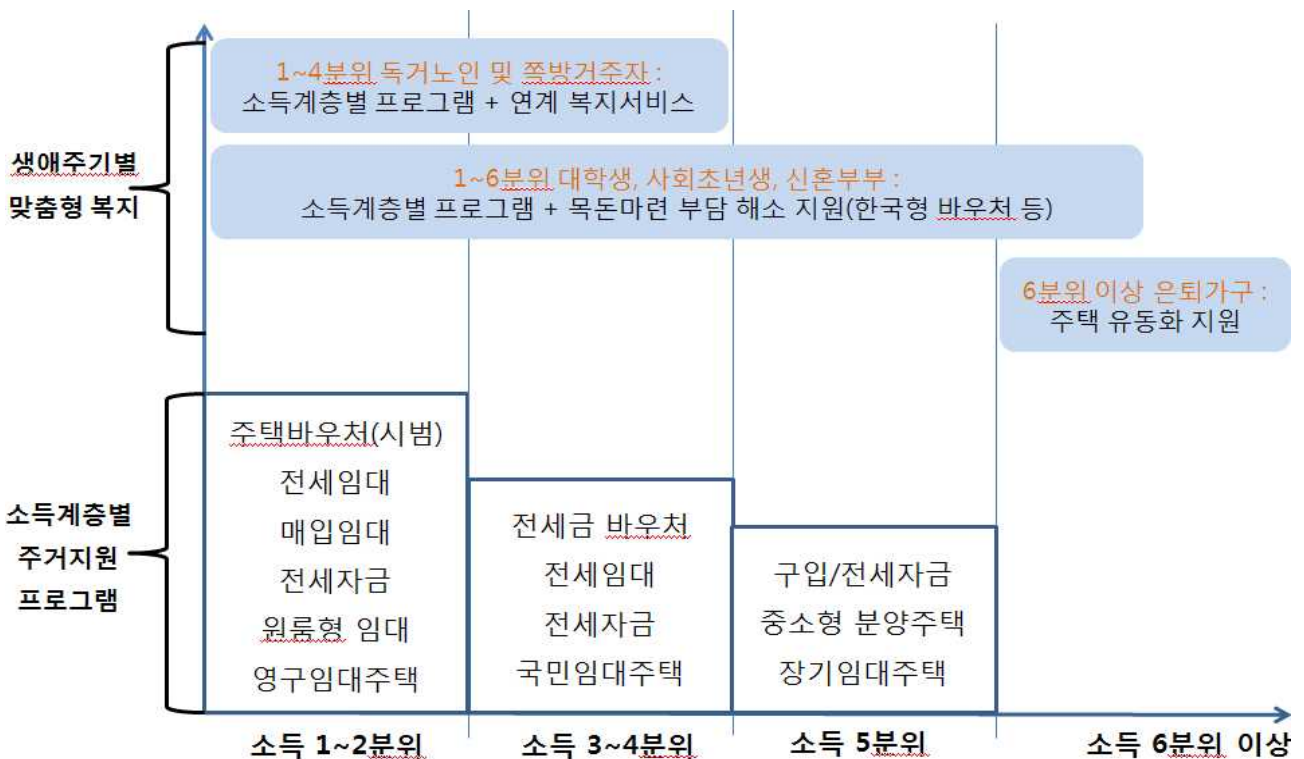 1~4분위 독거노인 및 쪽방거주자 :
소득계층별 프로그램 + 연계 복지서비스
생애주기별
맞춤형 복지
1~6분위 대학생, 사회초년생, 신혼부부 :
소득계층별 프로그램 + 목돈마련 부담 해소 지원(한국형 바우처 등)
6분위 이상 은퇴가구 :
주택 유동화 지원
소득계층별
주거지원
프로그램
주택바우처(시범)
전세임대
매입임대
전세자금
원룸형 임대
영구임대주택
전세금 바우처
전세임대
전세자금
국민임대주택
구입/전세자금
중소형 분양주택
장기임대주택
소득 1~2분위
소득 3~4분위
소득 5분위
소득 6분위 이상